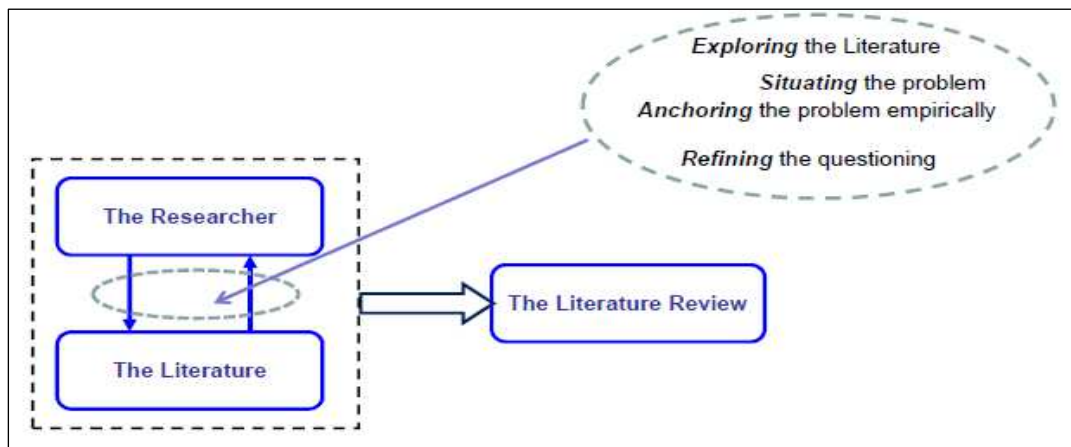 Exploring the Literature
Situating the problem
Anchoring the problem empirically
Refining the questioning
The Researcher
The Literature Review
The Literature